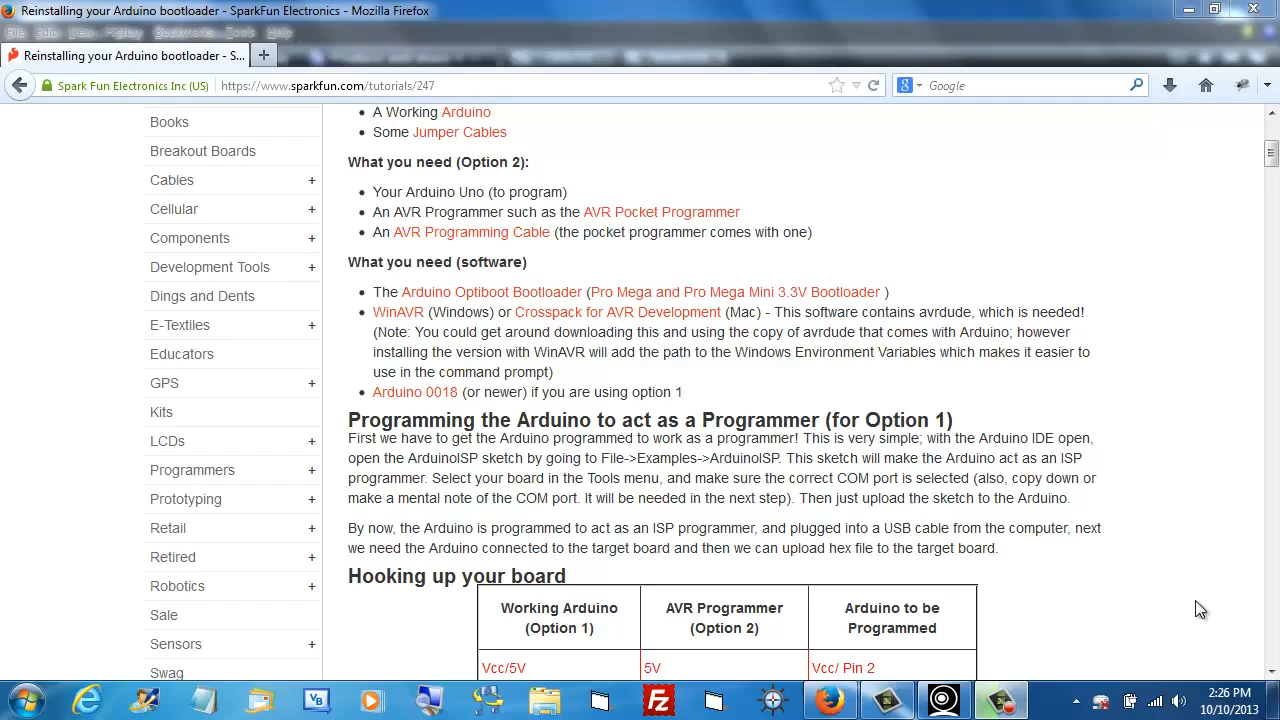 Reinstalling your Arduino bootloader - SparkFun Electronics - Mozilla Firefox
File Edit View History Bookmarks Tools Help
Reinstalling your Arduino bootloader - S...
Spark Fun Electronics Inc (US)
https://www.sparkfun.com/tutorials/247
Google
Books
Breakout Boards
Cables +
Cellular +
Components +
Development Tools +
Dings and Dents
E-Textiles +
Educators
GPS +
Kits
LCDs +
Programmers +
Prototyping +
Retail +
Retired +
Robotics +
Sale
Sensors +
Swag
• A Working Arduino
• Some Jumper Cables
What you need (Option 2):
• Your Arduino Uno (to program)
• An AVR Programmer such as the AVR Pocket Programmer
• An AVR Programming Cable (the pocket programmer comes with one)
What you need (software)
• The Arduino Optiboot Bootloader (Pro Mega and Pro Mega Mini 3.3V Bootloader )
• WinAVR (Windows) or Crosspack for AVR Development (Mac) - This software contains avrdude, which is needed!
(Note: You could get around downloading this and using the copy of avrdude that comes with Arduino; however
installing the version with WinAVR will add the path to the Windows Environment Variables which makes it easier to
use in the command prompt)
• Arduino 0018 (or newer) if you are using option 1
Programming the Arduino to act as a Programmer (for Option 1)
First we have to get the Arduino programmed to work as a programmer! This is very simple; with the Arduino IDE open,
open the ArduinoISP sketch by going to File->Examples->ArduinoISP. This sketch will make the Arduino act as an ISP
programmer. Select your board in the Tools menu, and make sure the correct COM port is selected (also, copy down or
make a mental note of the COM port. It will be needed in the next step). Then just upload the sketch to the Arduino.
By now, the Arduino is programmed to act as an ISP programmer, and plugged into a USB cable from the computer, next
we need the Arduino connected to the target board and then we can upload hex file to the target board.
Hooking up your board
Working Arduino
(Option 1)
AVR Programmer
(Option 2)
Arduino to be
Programmed
Vcc/5V
5V
Vcc/ Pin 2
2:26 PM
10/10/2013